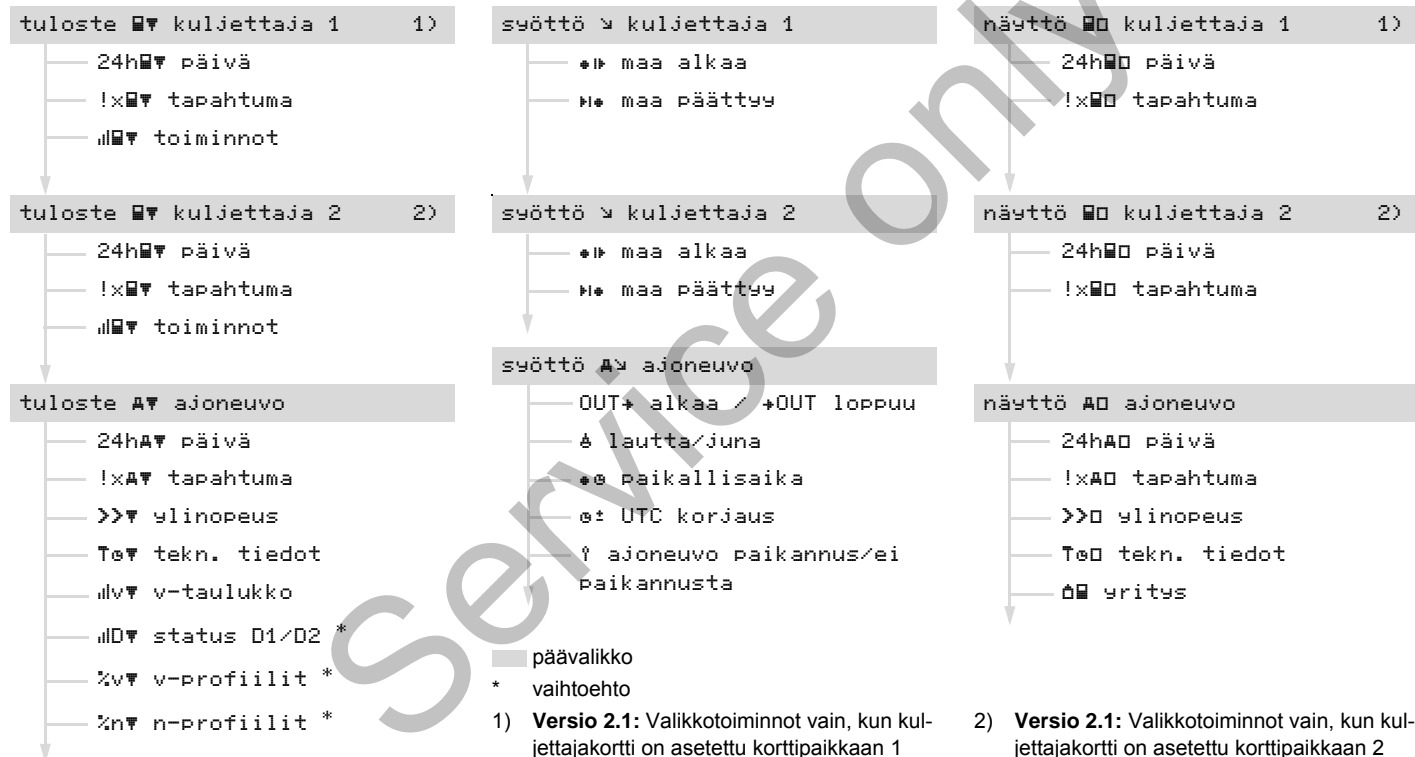 tuloste kuljettaja 1 1)
24h päivä
!x tapahtuma
toiminnot
tuloste kuljettaja 2 2)
24h päivä
!x tapahtuma
toiminnot
tuloste ajoneuvo
24h päivä
!x tapahtuma
>> ylinopeus
T tekn. tiedot
v v-taulukko
D status D1/D2 *
%v v-profiilit *
%n n-profiilit *
syöttö kuljettaja 1
maa alkaa
maa päättyy
syöttö kuljettaja 2
maa alkaa
maa päättyy
syöttö ajoneuvo
OUT+ alkaa / +OUT loppuu
lautta/juna
paikallisaika
UTC korjaus
ajoneuvo paikannus/ei
paikannusta
päävalikko
* vaihtoehto
1) Versio 2.1: Valikkotoiminnot vain, kun kul-
jettajakortti on asetettu korttipaikkaan 1
näyttö kuljettaja 1 1)
24h päivä
!x tapahtuma
näyttö kuljettaja 2 2)
24h päivä
!x tapahtuma
näyttö ajoneuvo
24h päivä
!x tapahtuma
>> ylinopeus
T tekn. tiedot
yritys
2) Versio 2.1: Valikkotoiminnot vain, kun kul-
jettajakortti on asetettu korttipaikkaan 2
Service only